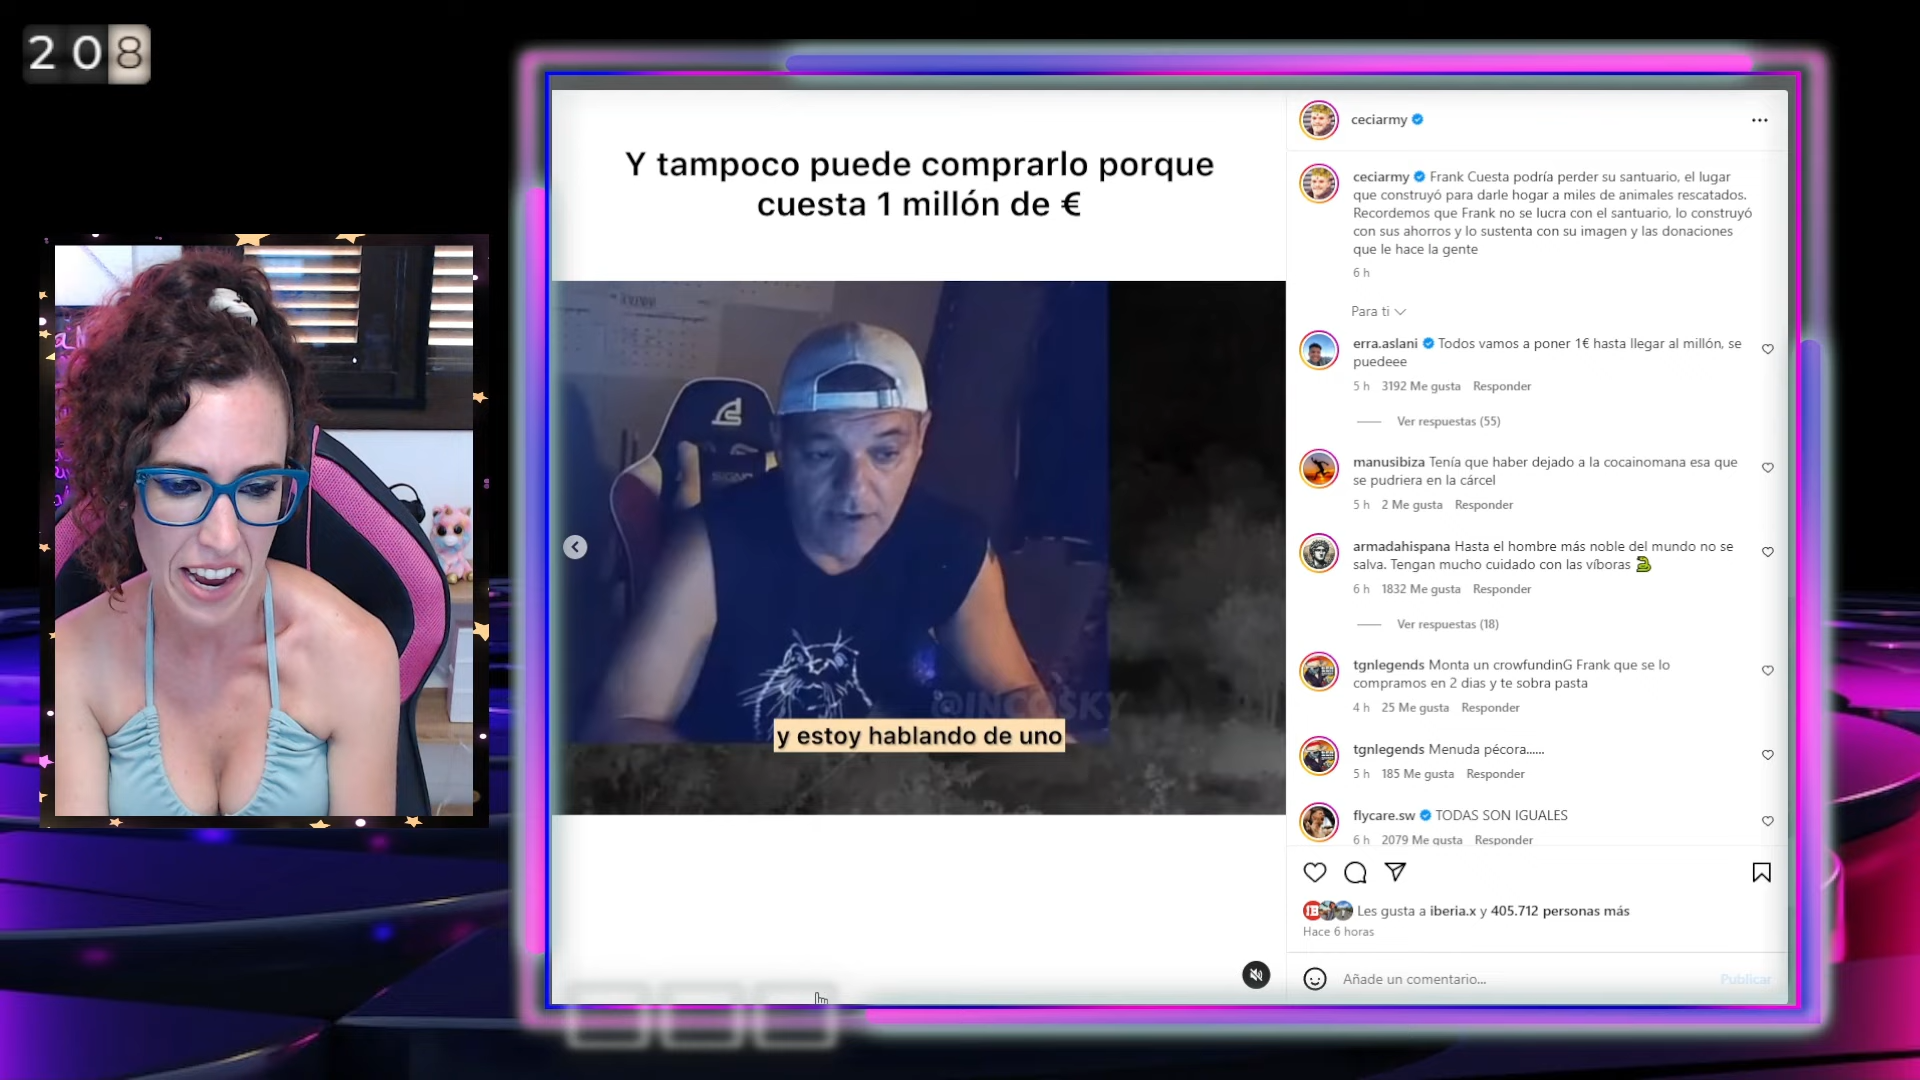 208
Y tampoco puede comprarlo porque
cuesta 1 millón de €
@INCOSKY
y estoy hablando de uno
ceciarmy
ceciarmy Frank Cuesta podría perder su santuario, el lugar
que construyó para darle hogar a miles de animales rescatados.
Recordemos que Frank no se lucra con el santuario, lo construyó
con sus ahorros y lo sustenta con su imagen y las donaciones
que le hace la gente
6 h
Para ti
erra.aslani Todos vamos a poner 1€ hasta llegar al millón, se
puedeee
5 h 3192 Me gusta Responder
Ver respuestas (55)
manusibiza Tenía que haber dejado a la cocainomana esa que
se pudriera en la cárcel
5 h 2 Me gusta Responder
armadahispana Hasta el hombre más noble del mundo no se
salva. Tengan mucho cuidado con las víboras 🐍
6 h 1832 Me gusta Responder
Ver respuestas (18)
tgnlegends Monta un crowfundinG Frank que se lo
compramos en 2 dias y te sobra pasta
4 h 25 Me gusta Responder
tgnlegends Menuda pécora......
5 h 185 Me gusta Responder
flycare.sw TODAS SON IGUALES
6 h 2079 Me gusta Responder
Les gusta a iberia.x y 405.712 personas más
Hace 6 horas
Añade un comentario...
Publicar